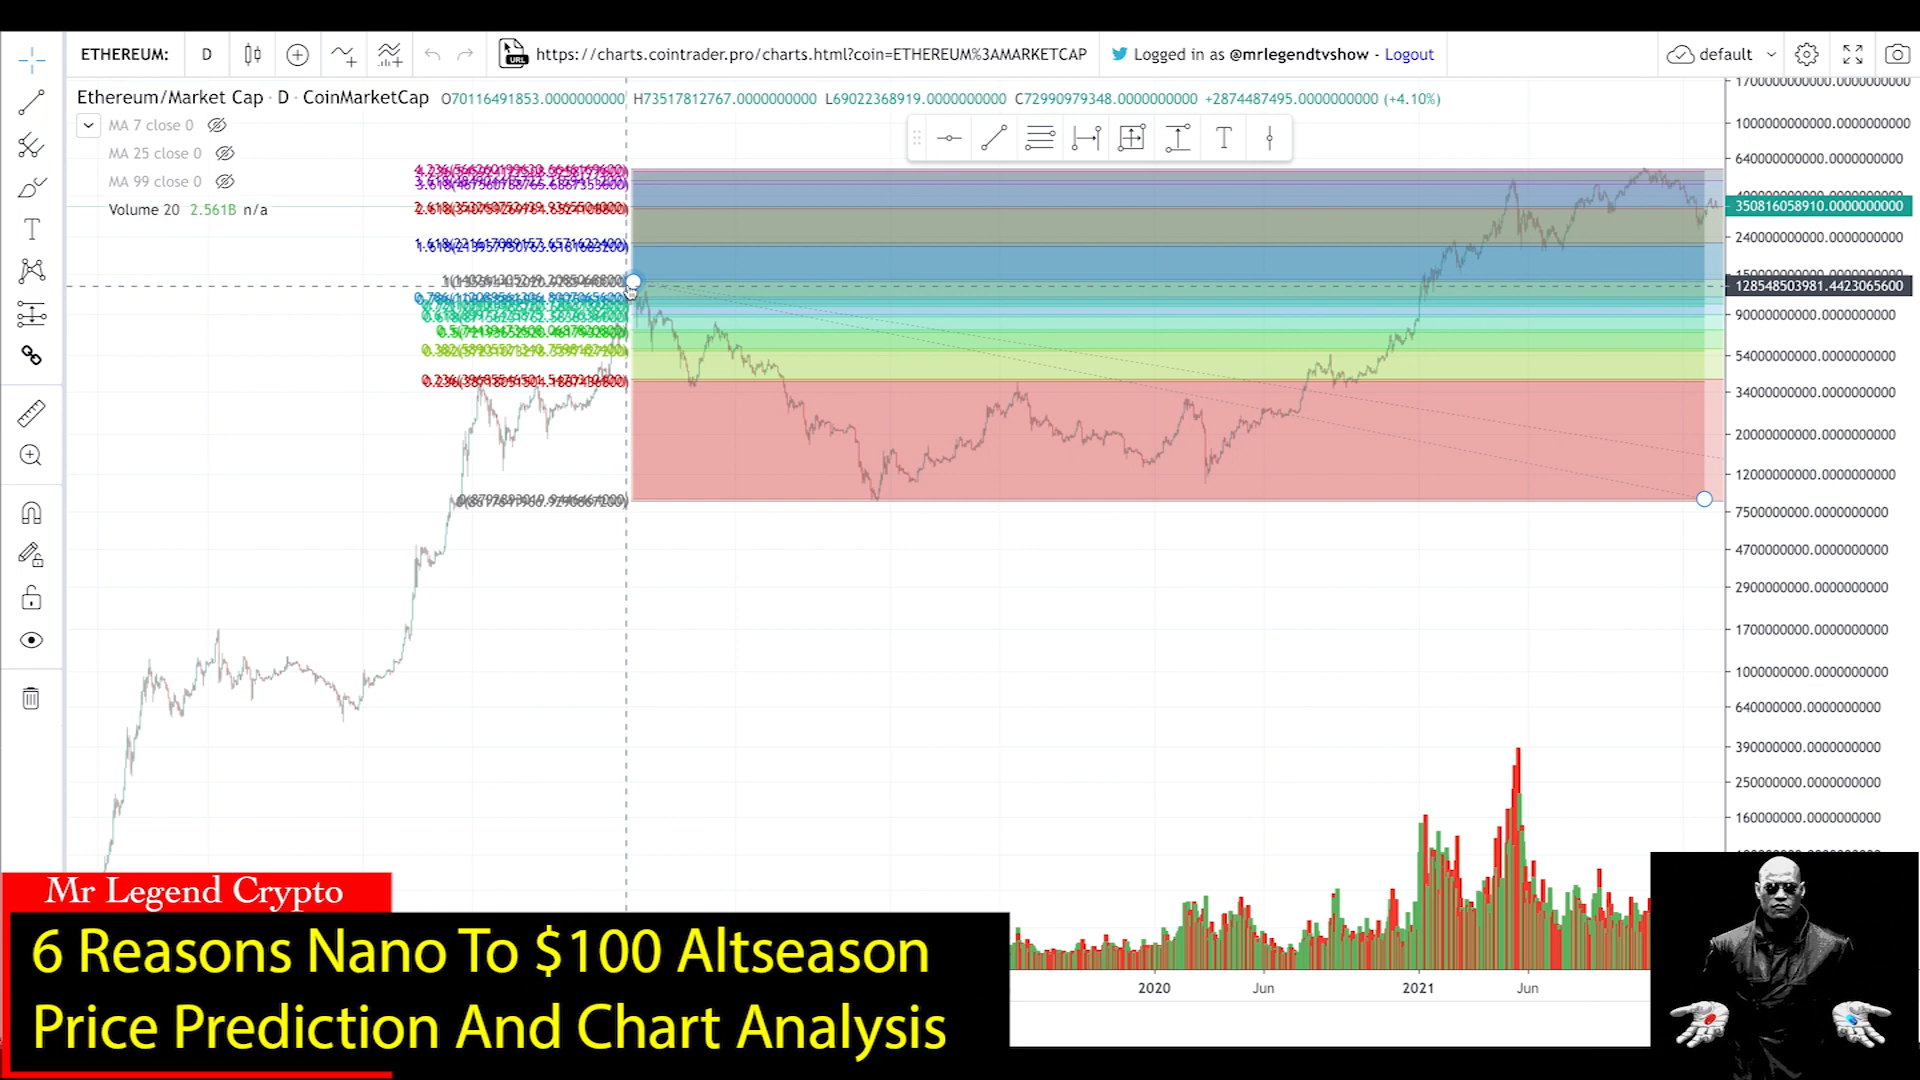 ETHEREUM:
D
https://charts.cointrader.pro/charts.html?coin=ETHEREUM%3AMARKETCAP
Logged in as @mrlegendtvshow - Logout
default
Ethereum/Market Cap · D · CoinMarketCap O70116491853.0000000000 H73517812767.0000000000 L69022368919.0000000000 C72990979348.0000000000 +2874487495.0000000000 (+4.10%)
MA 7 close 0
MA 25 close 0
MA 99 close 0
Volume 20 2.561B n/a
T
T
1000000000000.0000000000
640000000000.0000000000
350816058910.0000000000
240000000000.0000000000
128548503981.4423065600
90000000000.0000000000
54000000000.0000000000
34000000000.0000000000
20000000000.0000000000
12000000000.0000000000
7500000000.0000000000
4700000000.0000000000
2900000000.0000000000
1700000000.0000000000
1000000000.0000000000
640000000.0000000000
390000000.0000000000
250000000.0000000000
160000000.0000000000
2020
Jun
2021
Jun
Mr Legend Crypto
6 Reasons Nano To $100 Altseason
Price Prediction And Chart Analysis